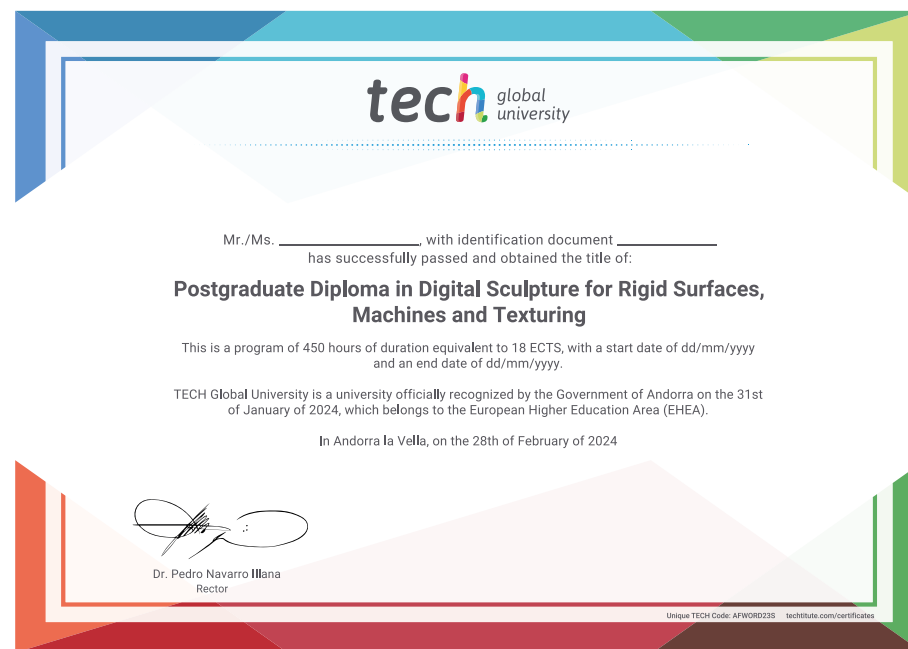 tech global university
Mr./Ms. ________________, with identification document ____________
has successfully passed and obtained the title of:
Postgraduate Diploma in Digital Sculpture for Rigid Surfaces,
Machines and Texturing
This is a program of 450 hours of duration equivalent to 18 ECTS, with a start date of dd/mm/yyyy
and an end date of dd/mm/yyyy.
TECH Global University is a university officially recognized by the Government of Andorra on the 31st
of January of 2024, which belongs to the European Higher Education Area (EHEA).
In Andorra la Vella, on the 28th of February of 2024
Dr. Pedro Navarro Illana
Rector
Unique TECH Code: AFWORD23S techtitute.com/certificates